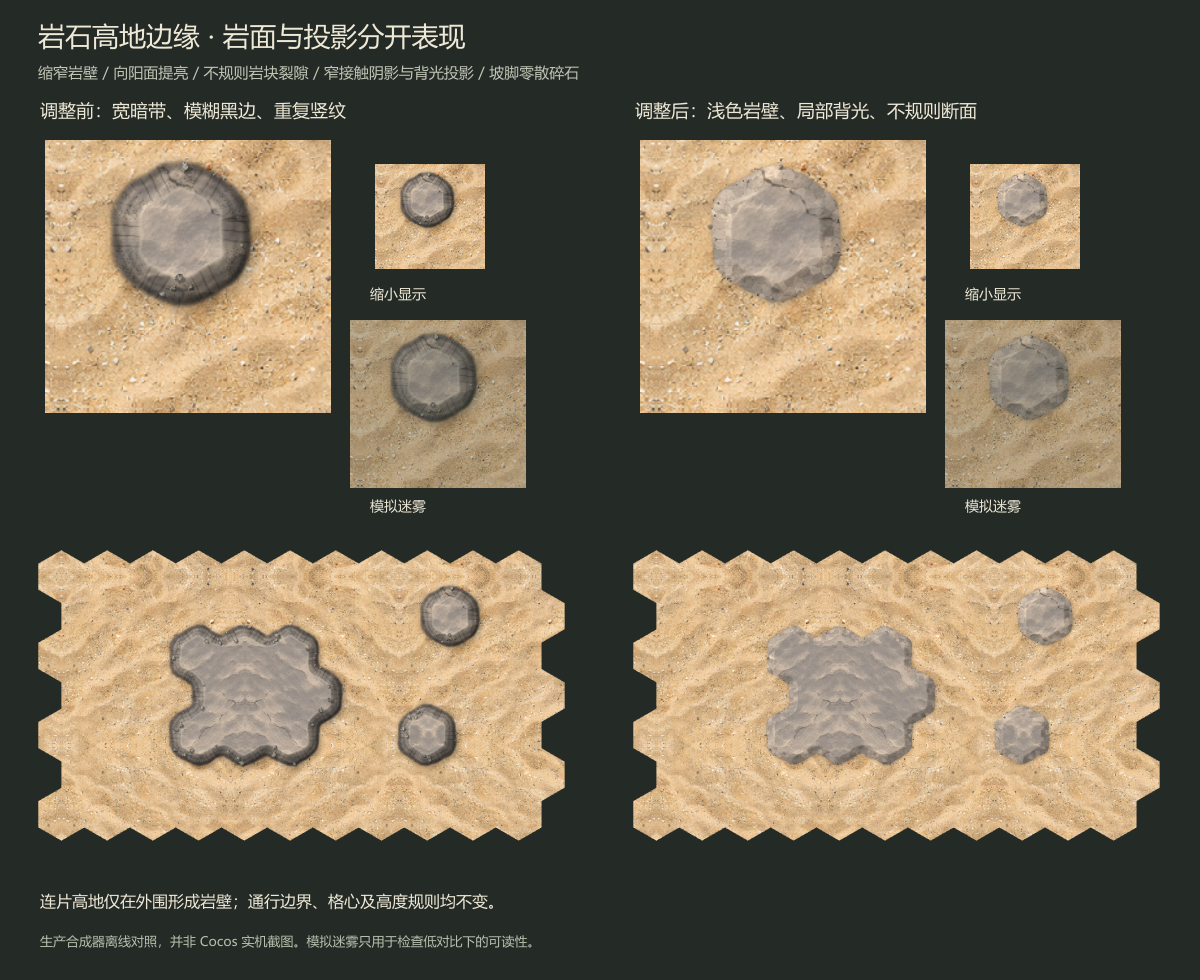 岩石高地边缘 · 岩面与投影分开表现
缩窄岩壁 / 向阳面提亮 / 不规则岩块裂隙 / 窄接触阴影与背光投影 / 坡脚零散碎石
调整前：宽暗带、模糊黑边、重复竖纹
调整后：浅色岩壁、局部背光、不规则断面
缩小显示
缩小显示
模拟迷雾
模拟迷雾
连片高地仅在外围形成岩壁；通行边界、格心及高度规则均不变。
生产合成器离线对照，并非 Cocos 实机截图。模拟迷雾只用于检查低对比下的可读性。